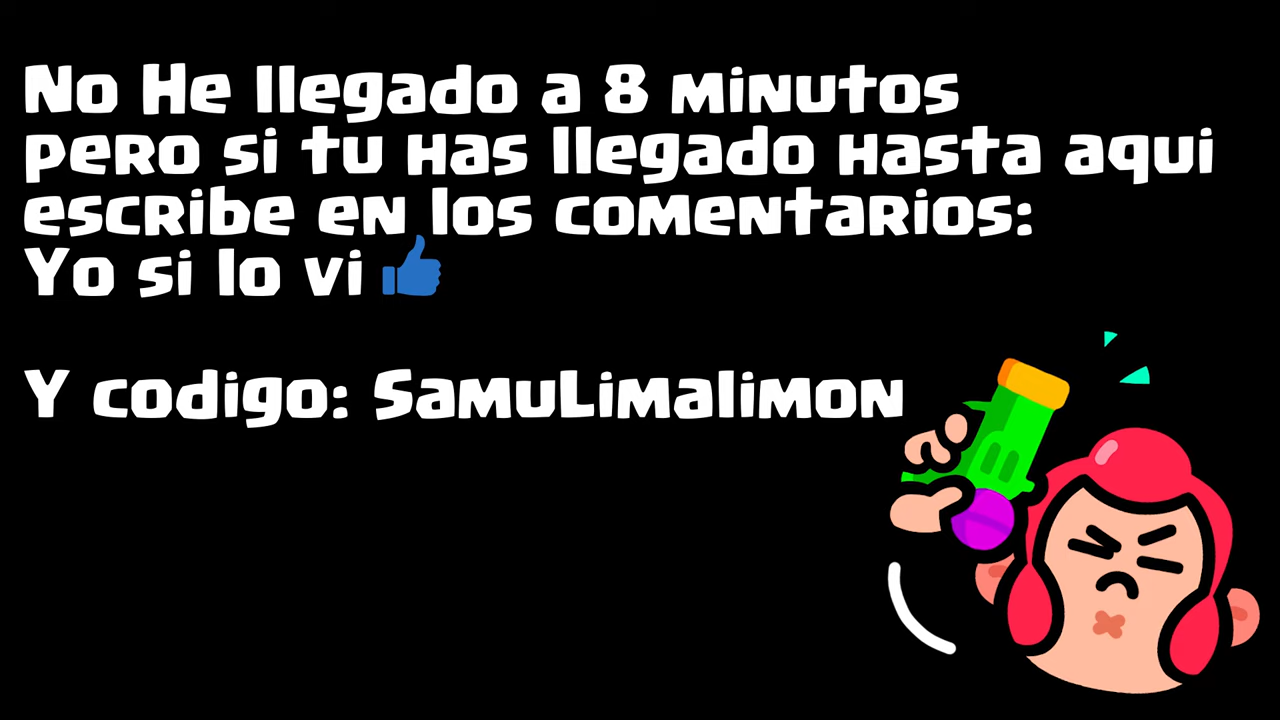 No He llegado a 8 minutos
pero si tu has llegado hasta aqui
escribe en los comentarios:
Yo si lo vi 👍
Y codigo: SamuLimalimon